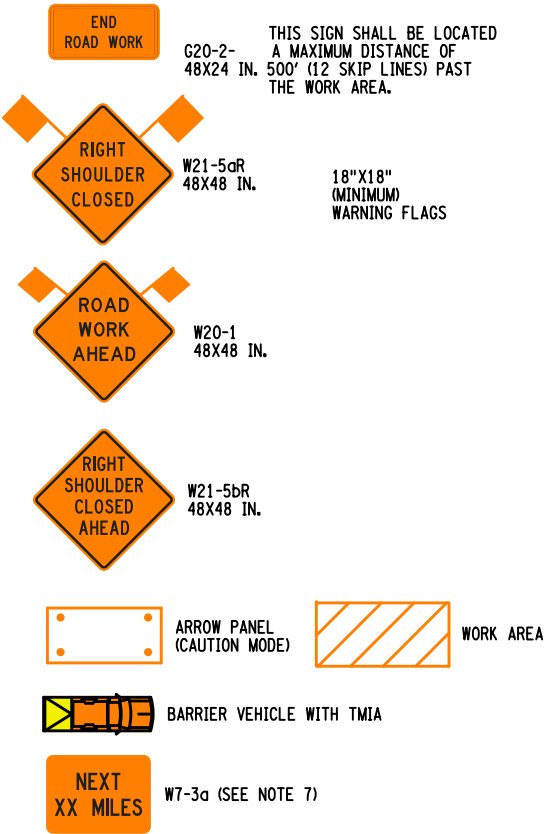 END
ROAD WORK
G20-2-
48X24 IN.
THIS SIGN SHALL BE LOCATED
A MAXIMUM DISTANCE OF
500' (12 SKIP LINES) PAST
THE WORK AREA.
RIGHT
SHOULDER
CLOSED
W21-5aR
48X48 IN.
18"X18"
(MINIMUM)
WARNING FLAGS
ROAD
WORK
AHEAD
W20-1
48X48 IN.
RIGHT
SHOULDER
CLOSED
AHEAD
W21-5bR
48X48 IN.
ARROW PANEL
(CAUTION MODE)
WORK AREA
BARRIER VEHICLE WITH TMIA
NEXT
XX MILES
W7-3a (SEE NOTE 7)